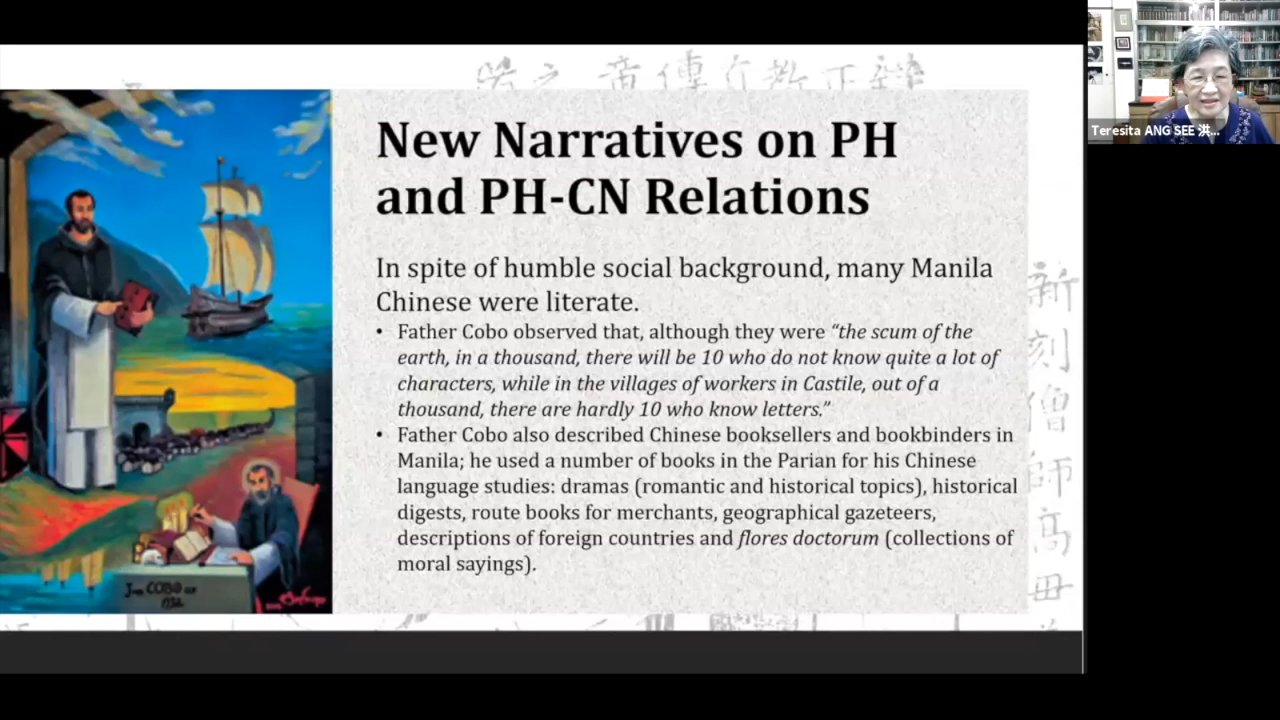 New Narratives on PH
and PH-CN Relations
In spite of humble social background, many Manila
Chinese were literate.
• Father Cobo observed that, although they were “the scum of the
earth, in a thousand, there will be 10 who do not know quite a lot of
characters, while in the villages of workers in Castile, out of a
thousand, there are hardly 10 who know letters.”
• Father Cobo also described Chinese booksellers and bookbinders in
Manila; he used a number of books in the Parian for his Chinese
language studies: dramas (romantic and historical topics), historical
digests, route books for merchants, geographical gazeteers,
descriptions of foreign countries and flores doctorum (collections of
moral sayings).
COBO
新刻僧師高毋
Teresita ANG SEE 洪...